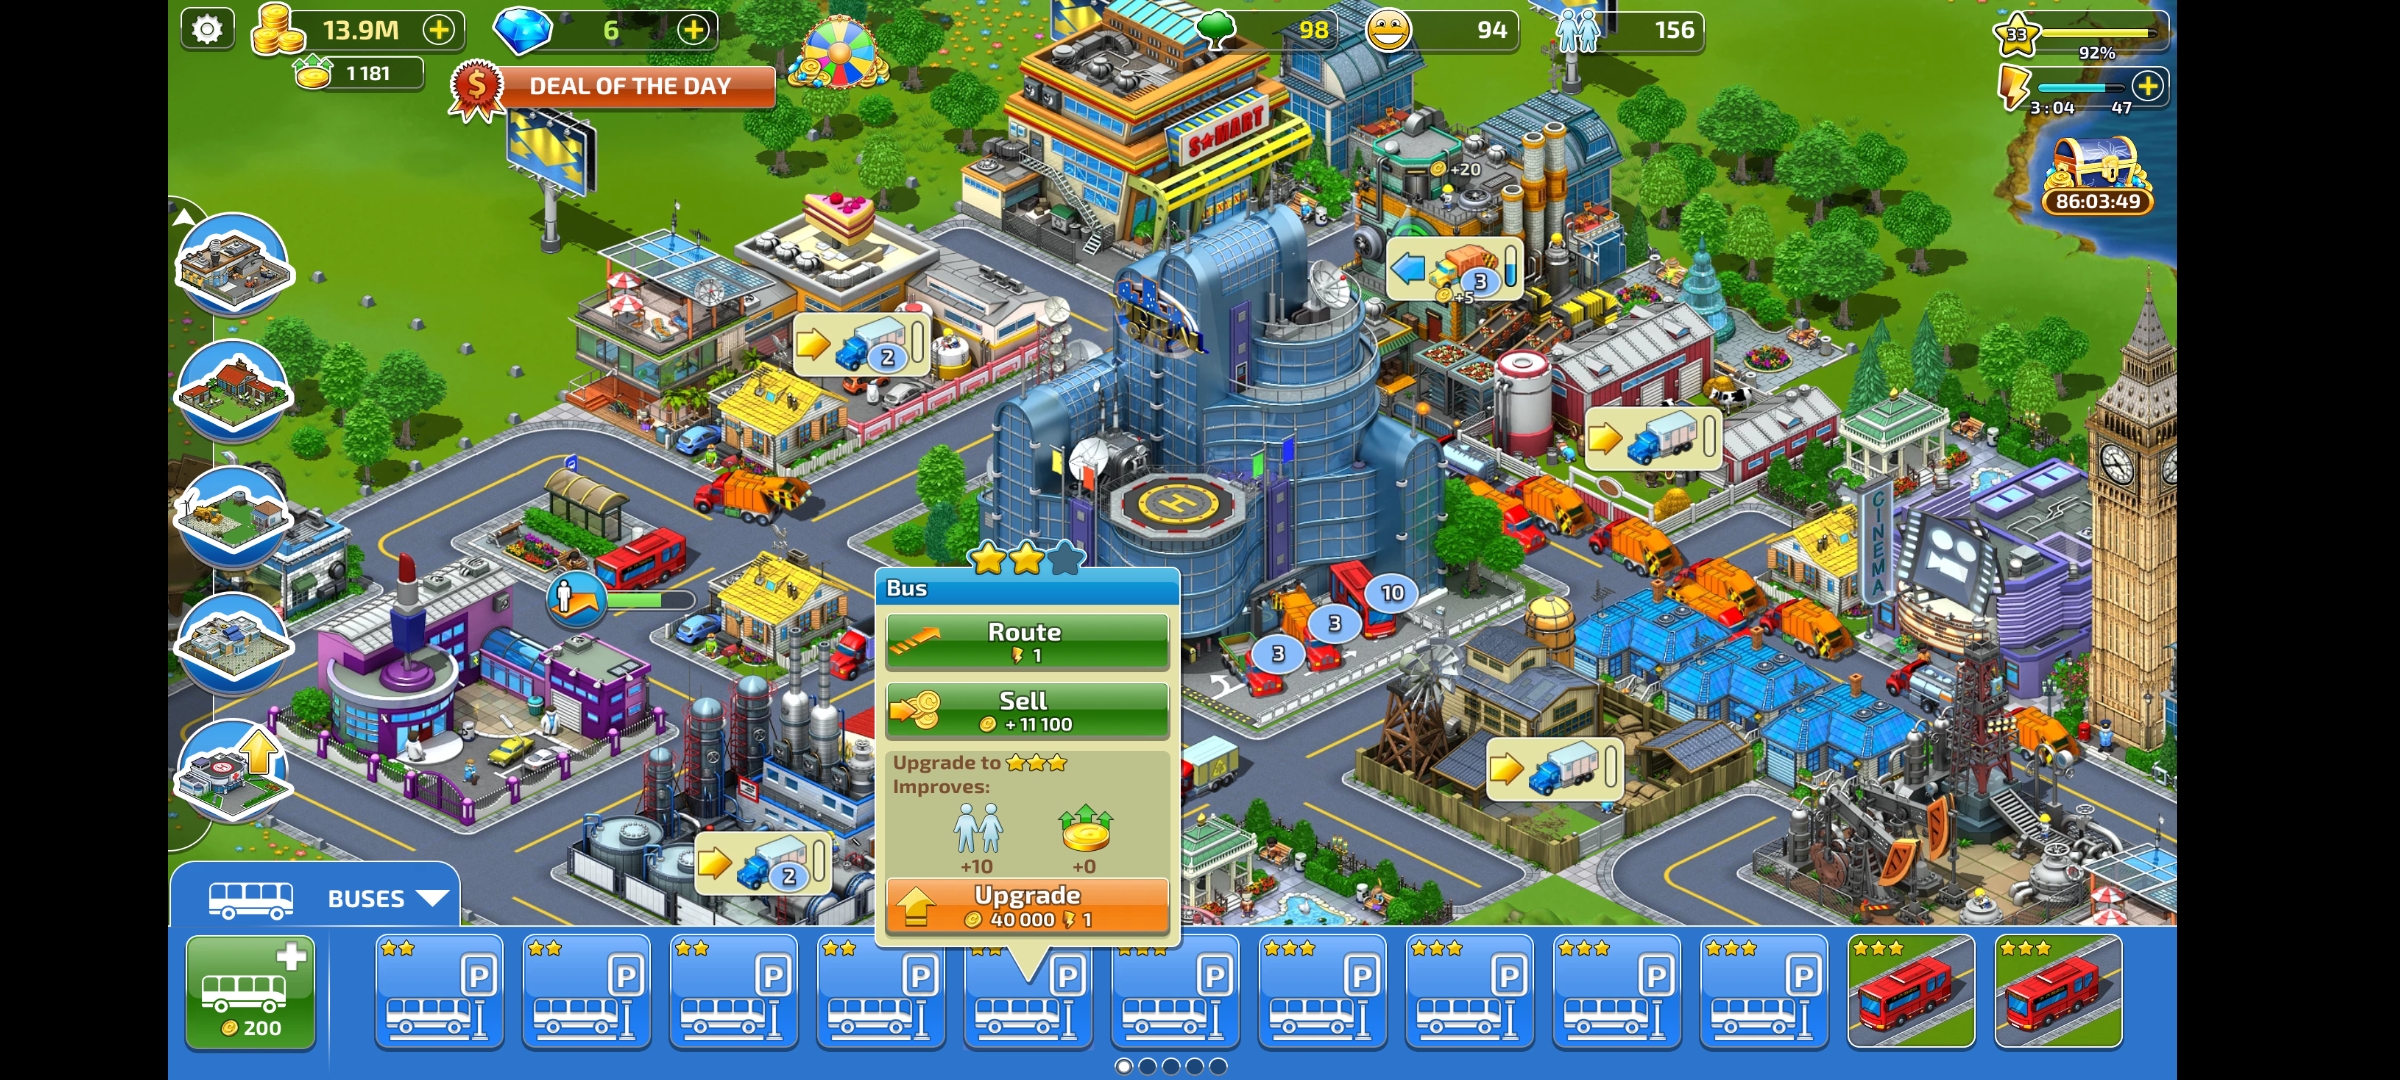 13.9M
6
98
94
156
33
92%
1 181
DEAL OF THE DAY
3:04
47
S★MART
+20
86:03:49
3
+5
2
H
CINEMA
Bus
10
Route
3
1
3
Sell
+ 11 100
Upgrade to
Improves:
+10
+0
2
Upgrade
40 000 1
BUSES
P
P
P
P
P
P
P
P
P
P
200